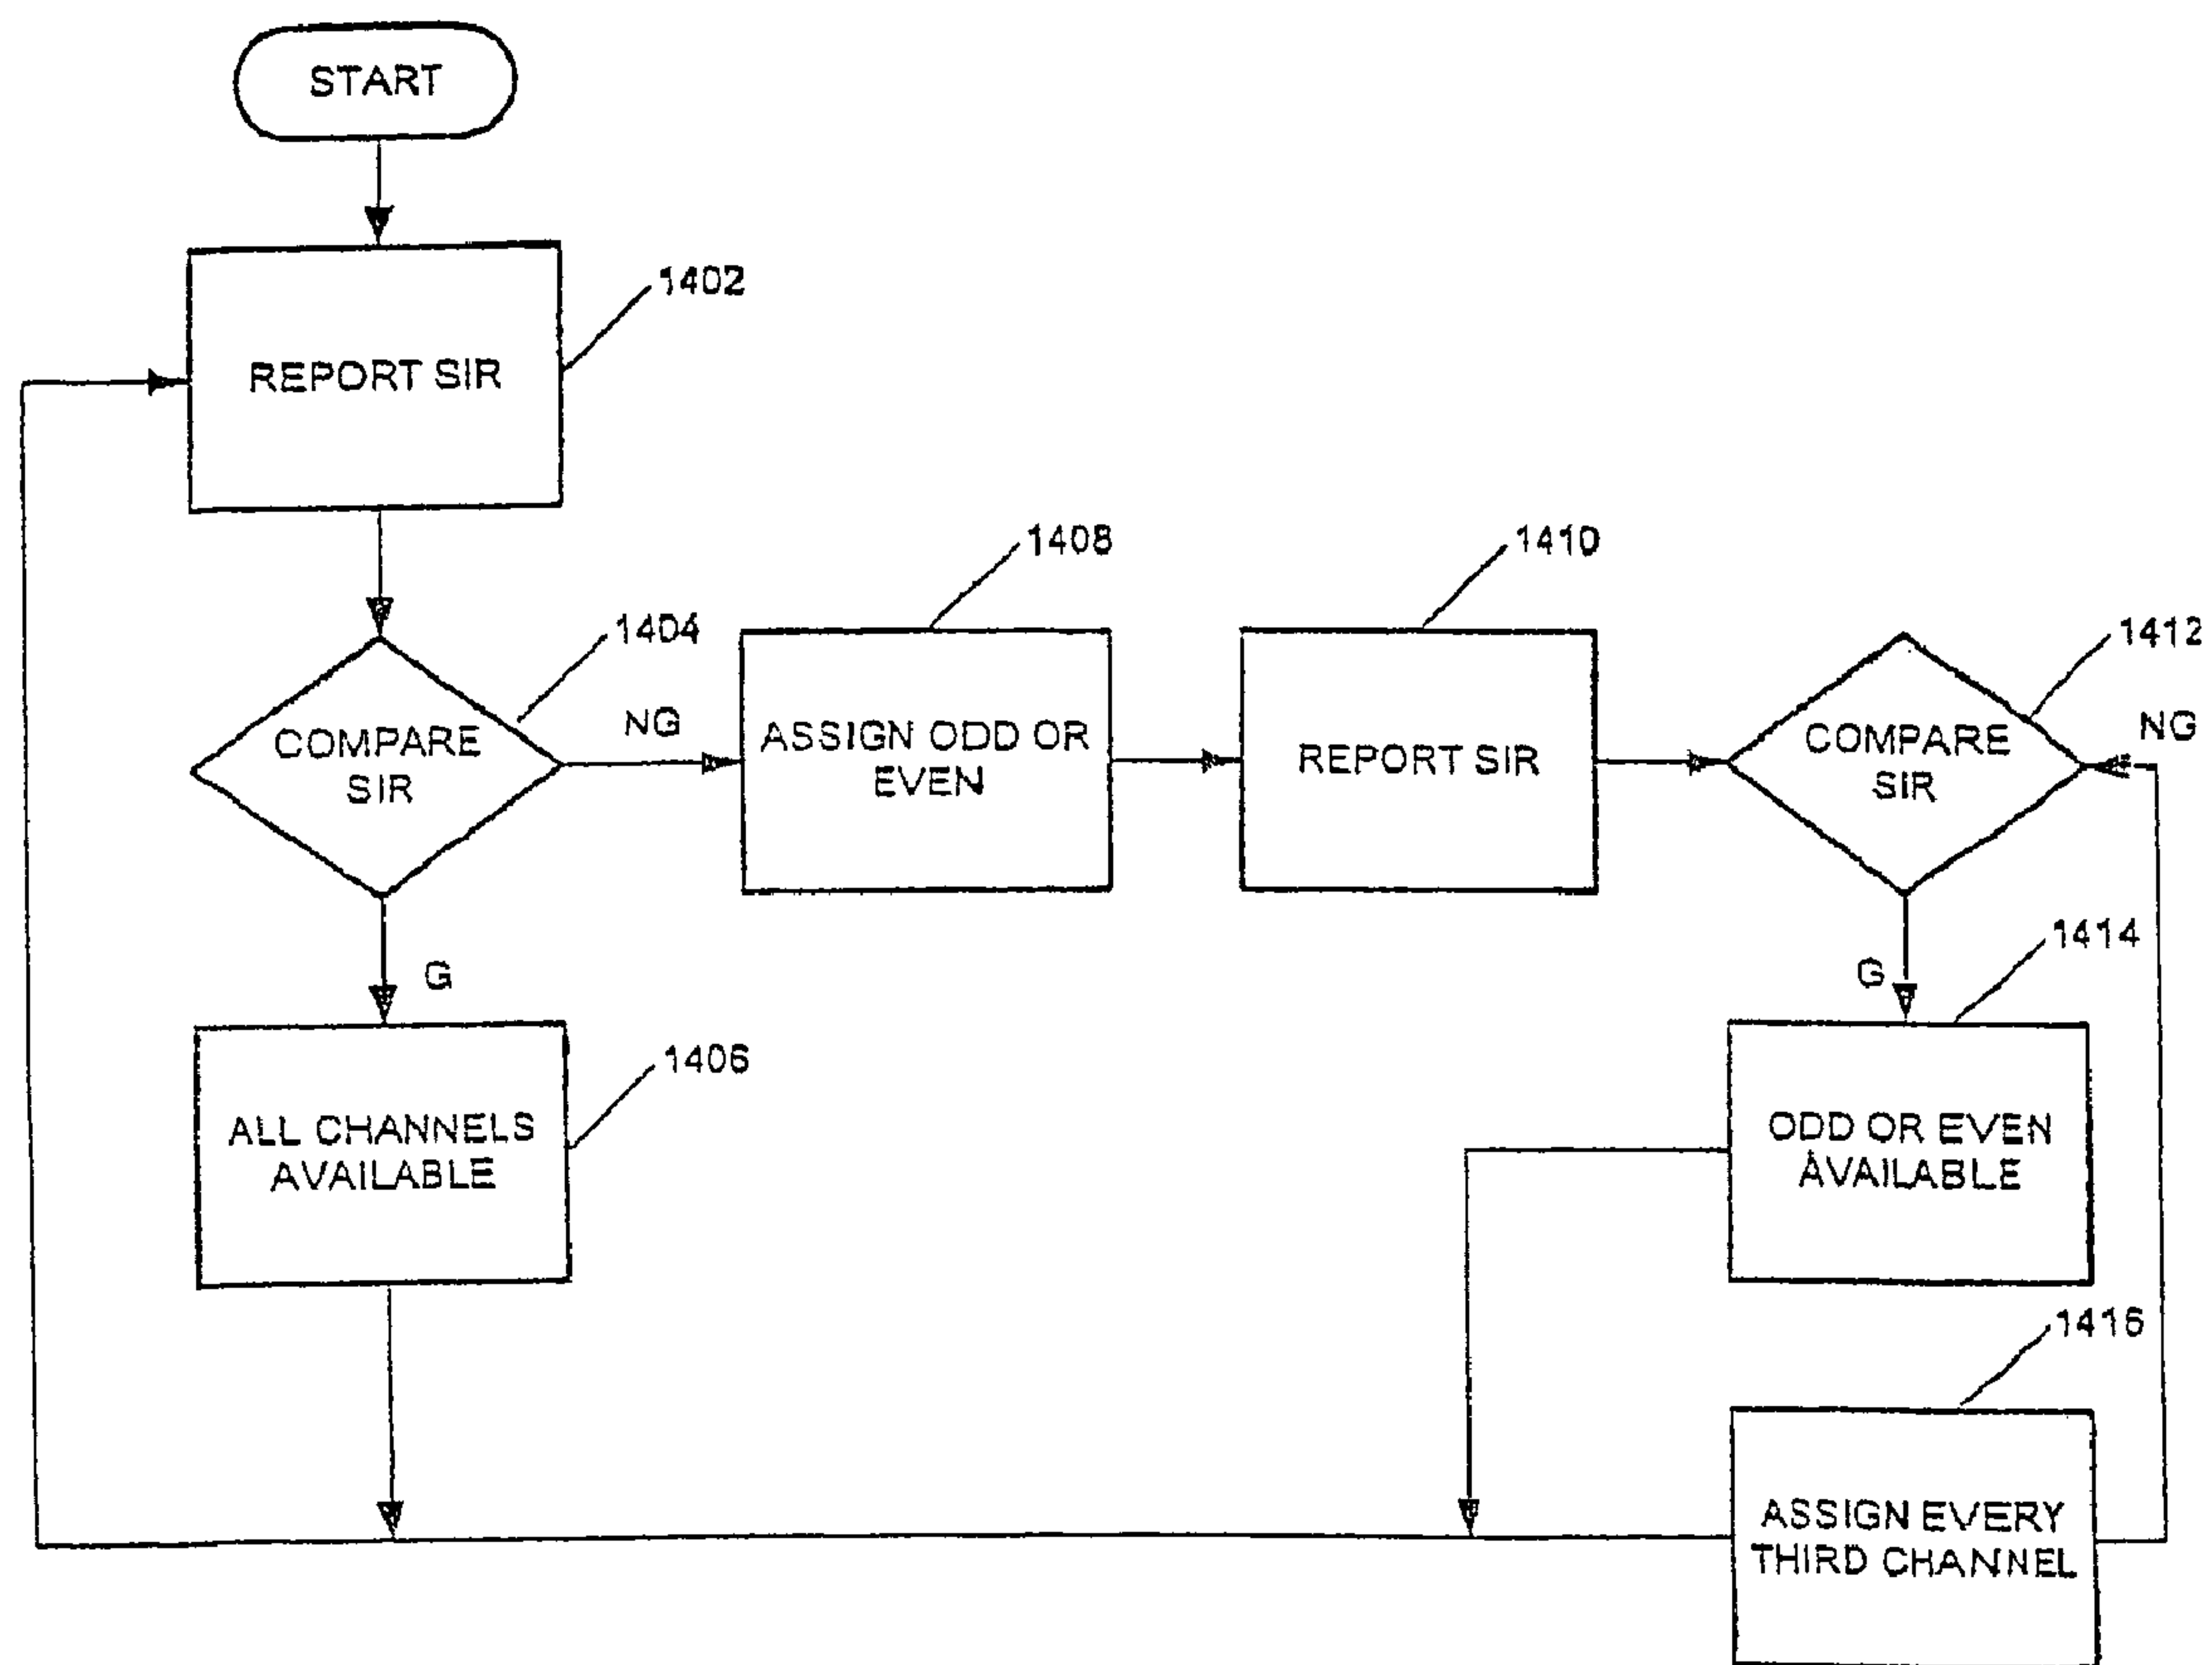 START
1402
REPORT SIR
1408
1410
1404
1412
COMPARE
SIR
NG
ASSIGN ODD OR
EVEN
REPORT SIR
COMPARE
SIR
NG
G
1414
G
1406
ALL CHANNELS
AVAILABLE
ODD OR EVEN
AVAILABLE
1416
ASSIGN EVERY
THIRD CHANNEL